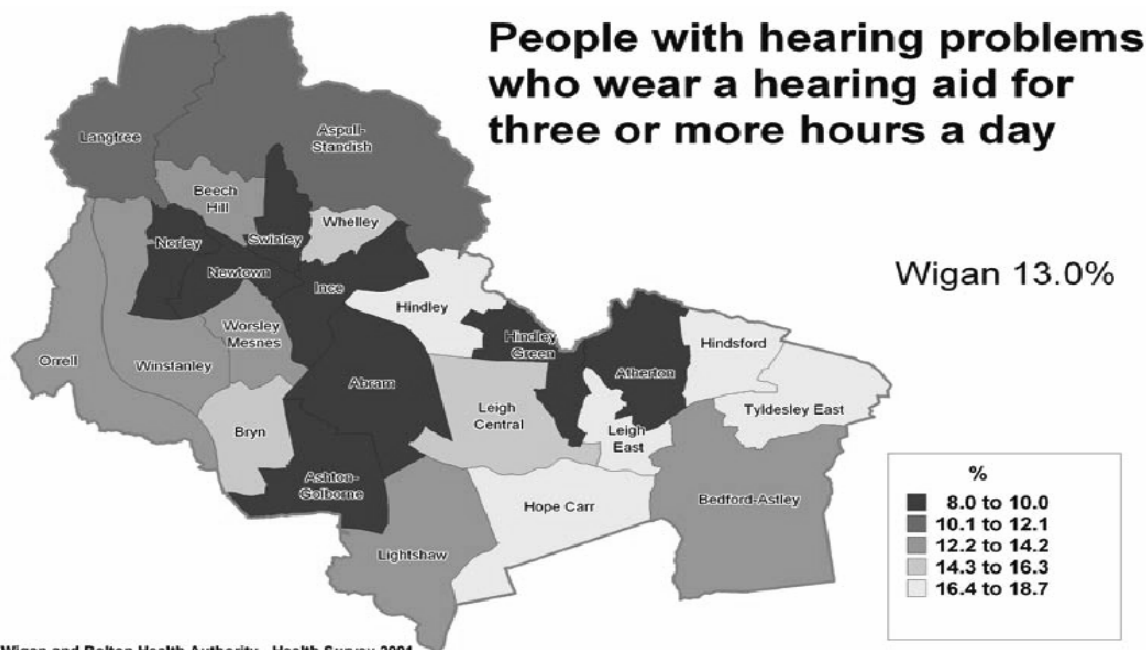 People with hearing problems
who wear a hearing aid for
three or more hours a day
Wigan 13.0%
Langtree
Aspull-
Standish
Beech
Hill
Whelley
Swinley
Norley
Newtown
Ince
Hindley
Worsley
Mesnes
Hindley
Green
Hindsford
Orrell
Winstanley
Abram
Atherton
Tyldesley East
Leigh
Central
Bryn
Leigh
East
Ashton-
Golborne
Hope Carr
Bedford-Astley
Lightshaw
%
8.0 to 10.0
10.1 to 12.1
12.2 to 14.2
14.3 to 16.3
16.4 to 18.7
Wigan and Bolton Health Authority - Health Survey 2001